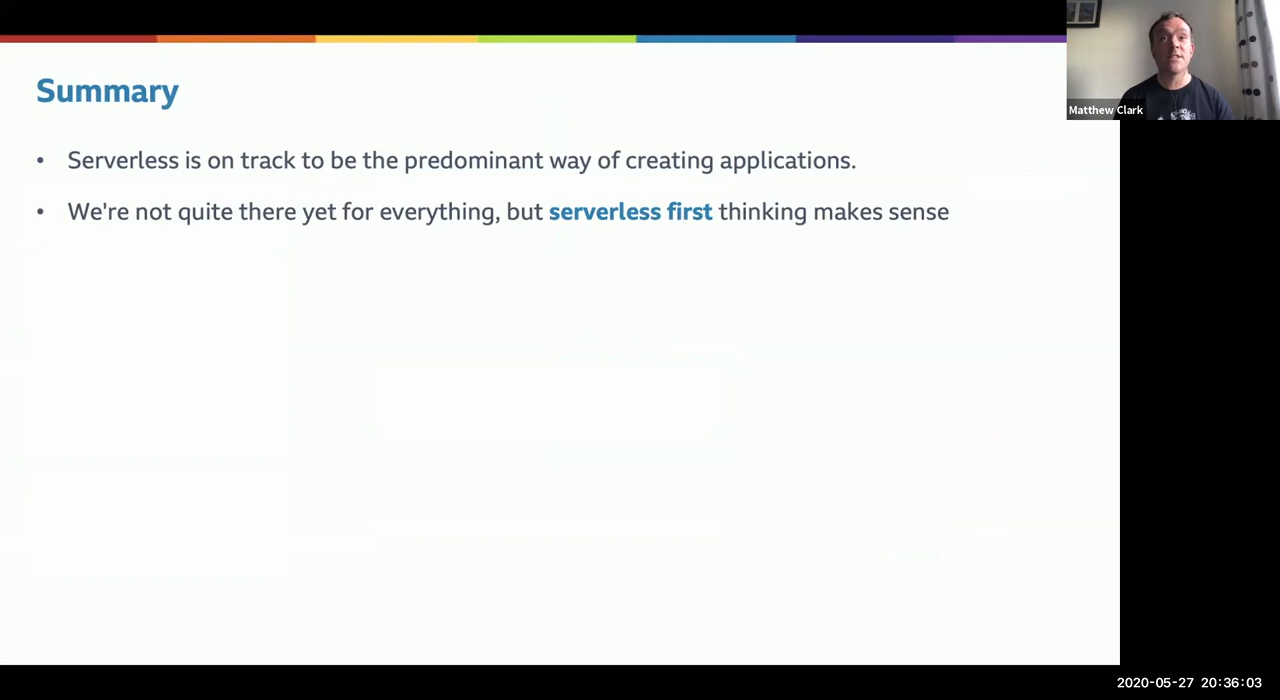 Summary
Matthew Clark
• Serverless is on track to be the predominant way of creating applications.
• We're not quite there yet for everything, but serverless first thinking makes sense
2020-05-27 20:36:03